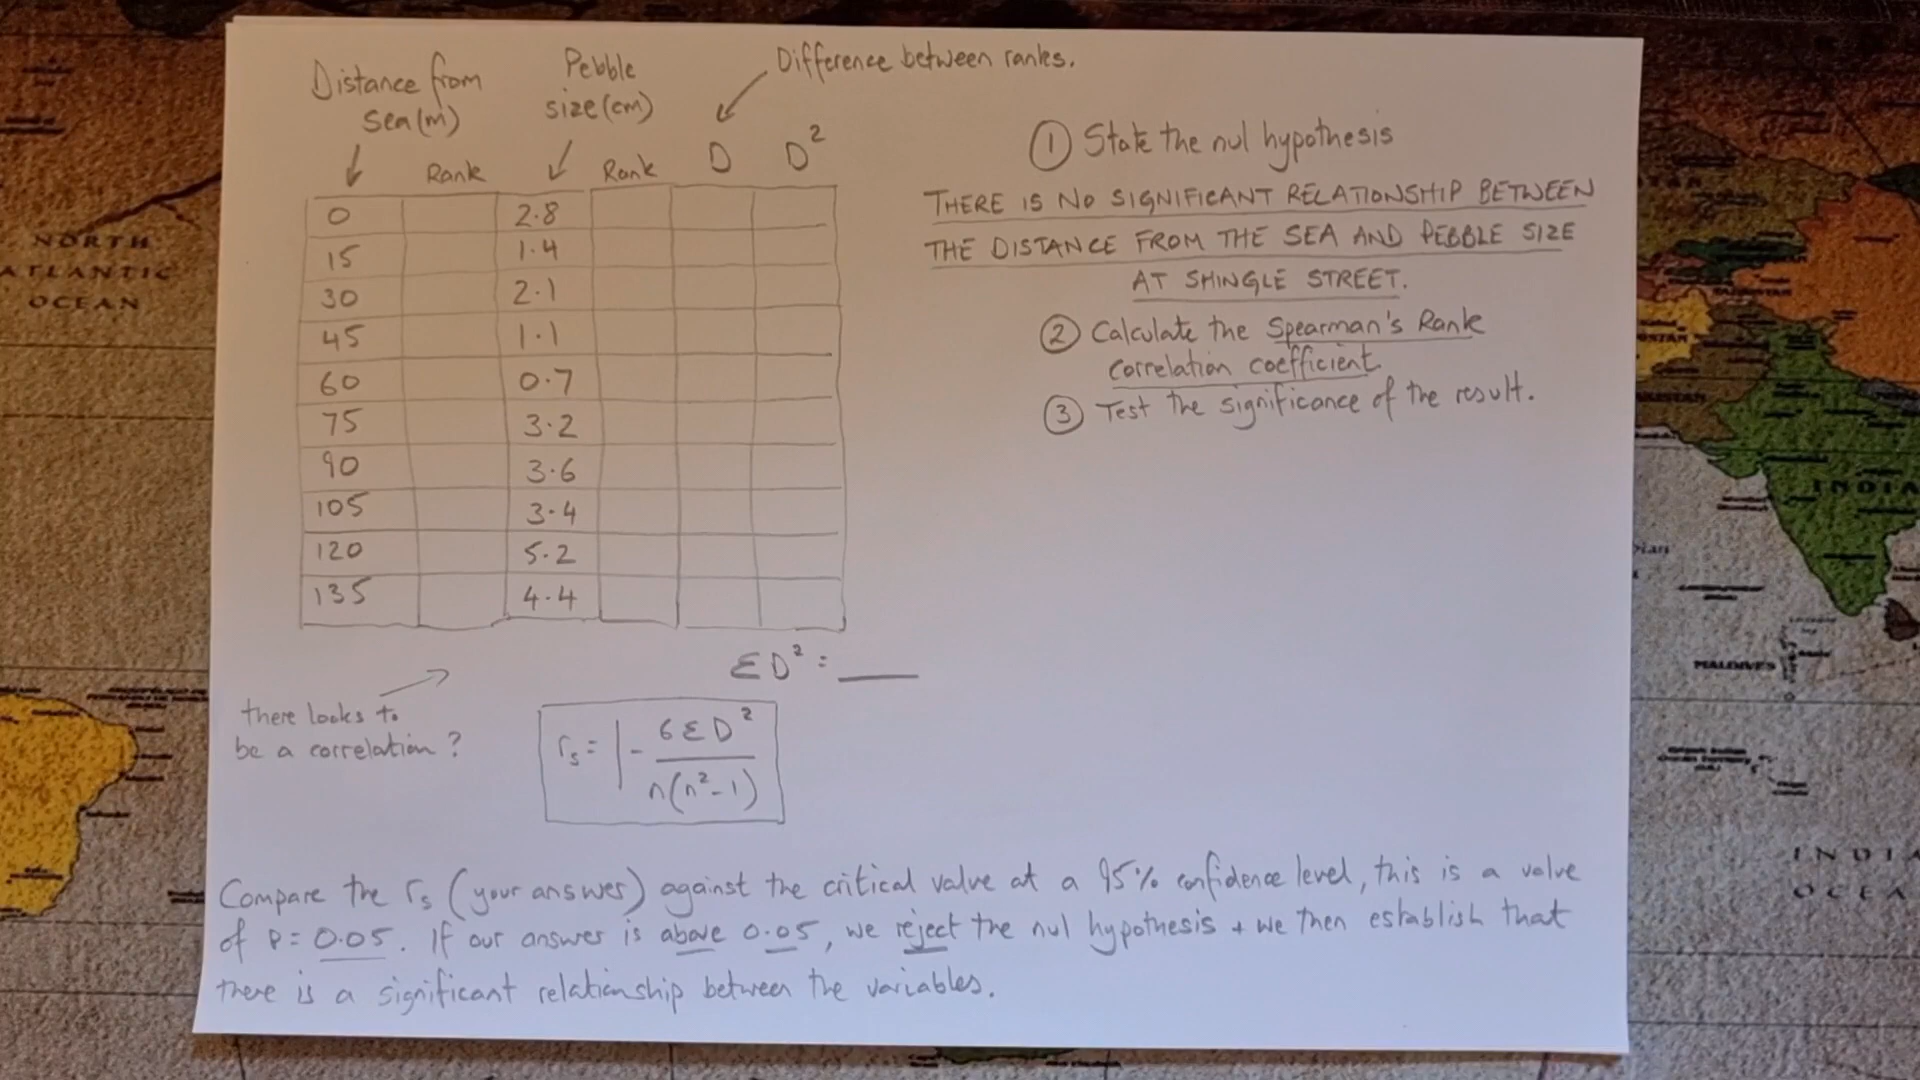 Distance from
sea (m)
Pebble
size (cm)
Difference between ranks.
Rank
Rank
D
D²
0 2.8
15 1.4
30 2.1
45 1.1
60 0.7
75 3.2
90 3.6
105 3.4
120 5.2
135 4.4
ΣD² = ____
there looks to
be a correlation?
rₛ = 1 - 6ΣD² / n(n²-1)
① State the nul hypothesis
THERE IS NO SIGNIFICANT RELATIONSHIP BETWEEN
THE DISTANCE FROM THE SEA AND PEBBLE SIZE
AT SHINGLE STREET.
② Calculate the Spearman's Rank
correlation coefficient
③ Test the significance of the result.
Compare the rₛ (your answer) against the critical value at a 95% confidence level, this is a value
of P = 0.05. If our answer is above 0.05, we reject the nul hypothesis + we then establish that
there is a significant relationship between the variables.
NORTH
ATLANTIC
OCEAN
INDIA
MALDIVES